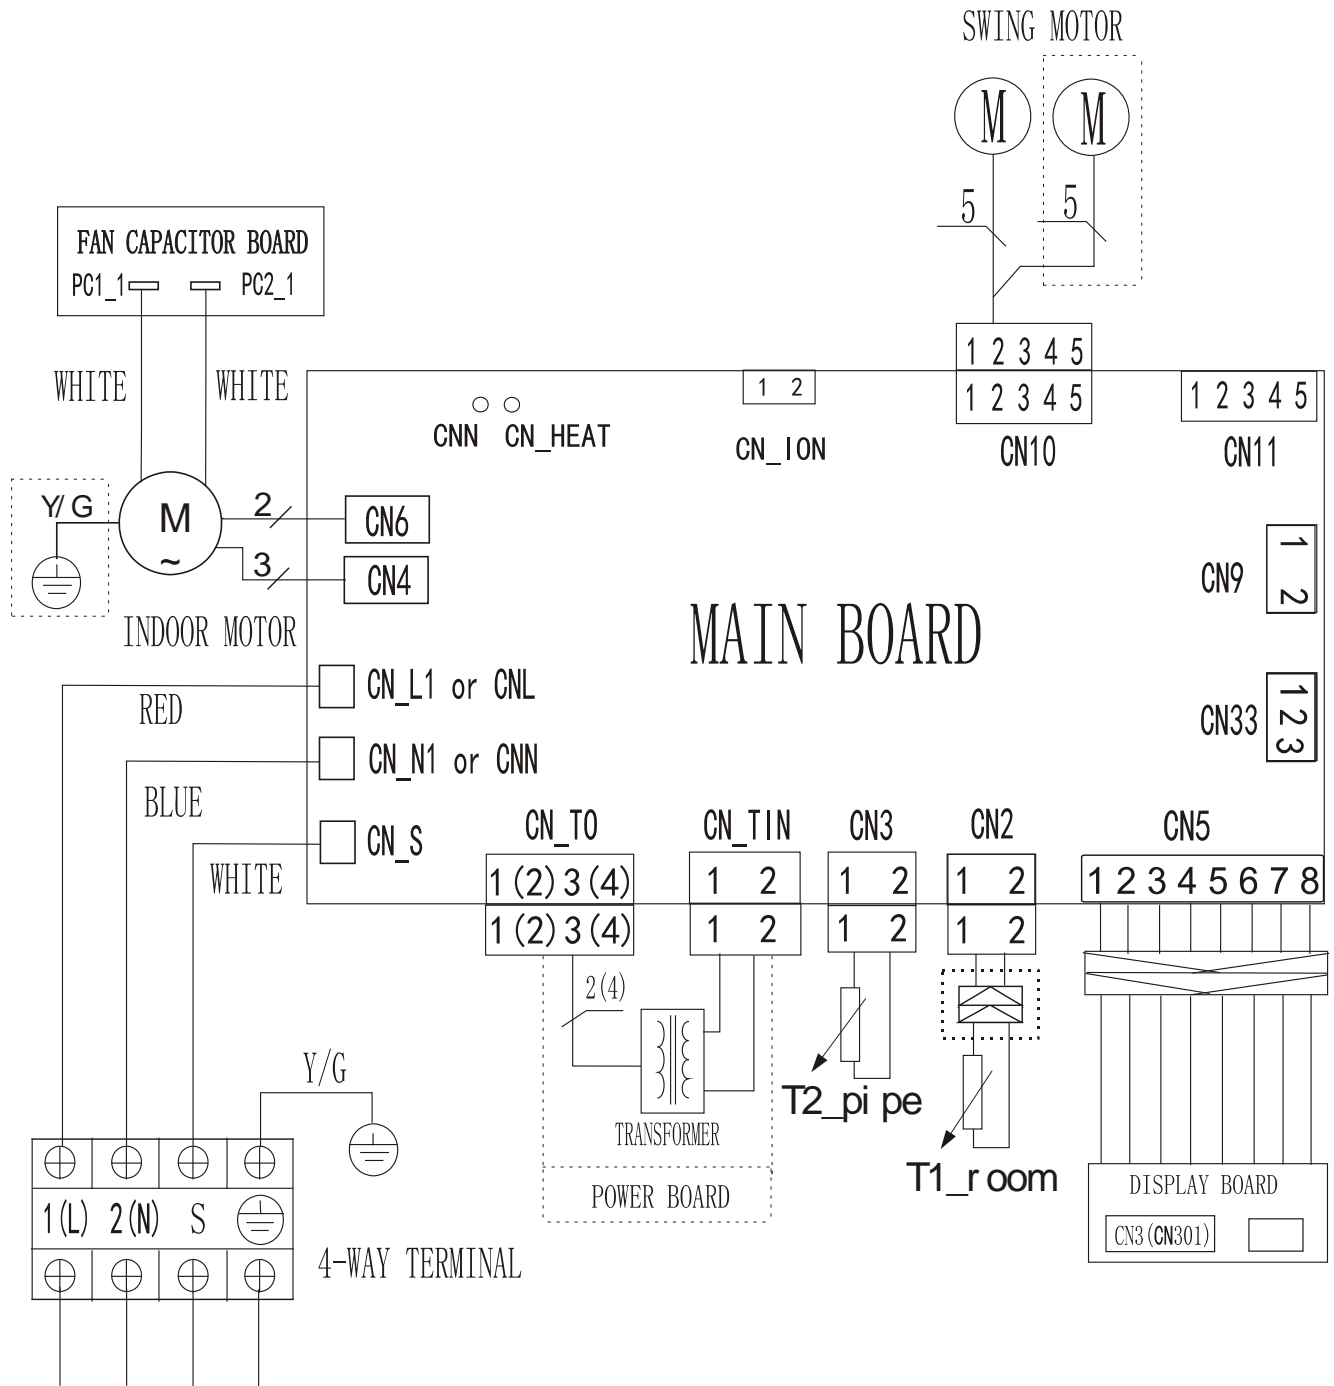 SWING MOTOR
M M
5 5
FAN CAPACITOR BOARD
PC1_1 PC2_1
WHITE WHITE
1 2 3 4 5
1 2 3 4 5
CN10
1 2 3 4 5
CN11
1 2
CN_ION
CNN CN_HEAT
Y/G
M
~
2
CN6
3
CN4
INDOOR MOTOR
MAIN BOARD
CN9
1 2
CN33
1 2 3
CN_L1 or CNL
RED
CN_N1 or CNN
BLUE
CN_S
WHITE
CN_TO CN_TIN CN3 CN2 CN5
1(2)3(4) 1 2 1 2 1 2 1 2 3 4 5 6 7 8
1(2)3(4) 1 2 1 2 1 2
2(4)
TRANSFORMER
POWER BOARD
T2_pipe
T1_room
DISPLAY BOARD
CN3(CN301)
Y/G
1(L) 2(N) S
4-WAY TERMINAL